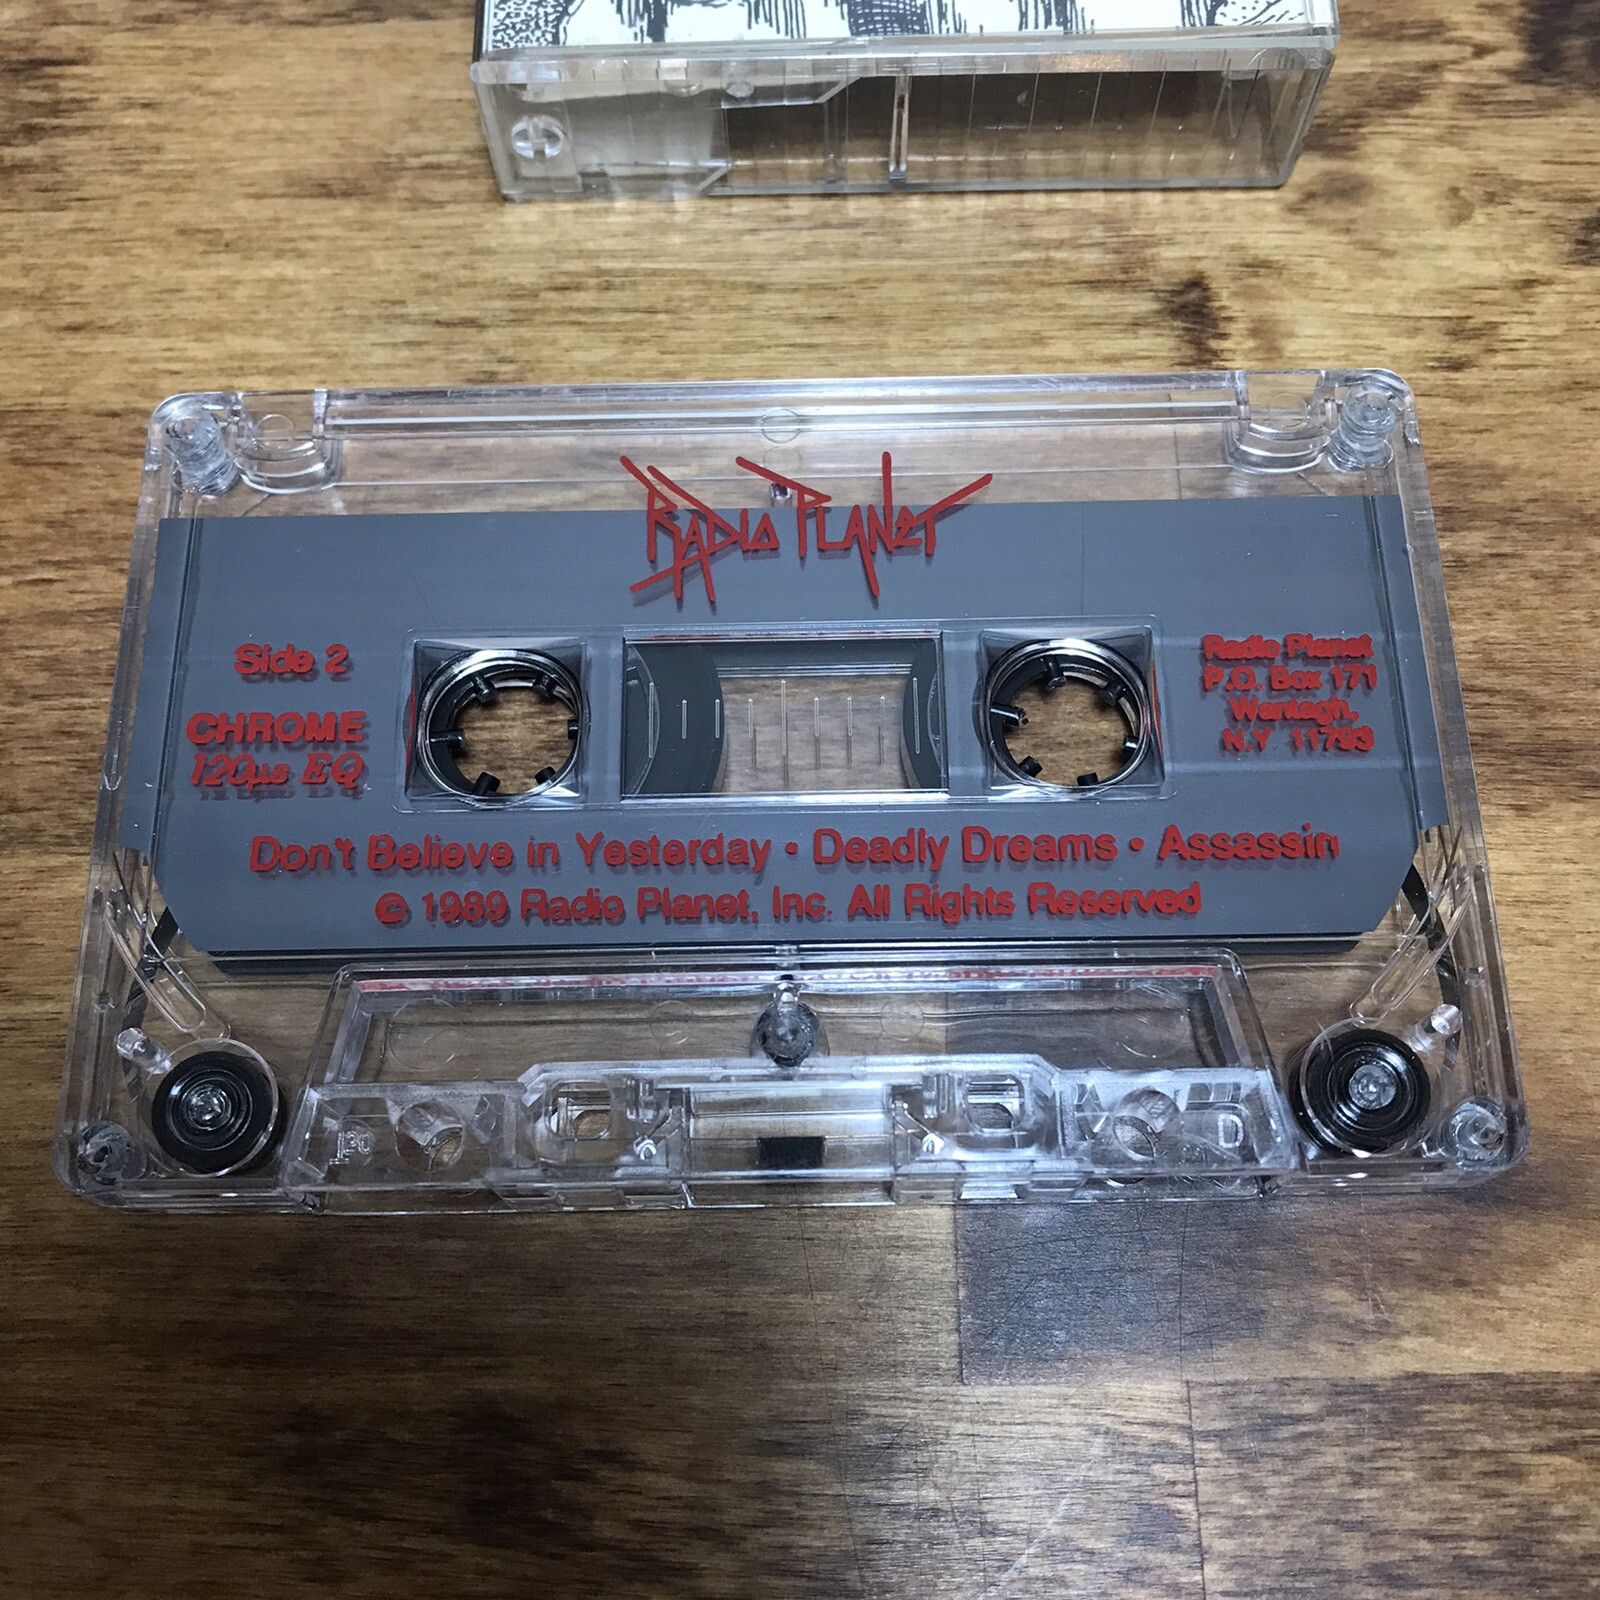 RADIO PLANET
Side 2
CHROME
120µs EQ
Radio Planet
P.O. Box 171
Wantagh,
N.Y 11793
Don't Believe in Yesterday • Deadly Dreams • Assassin
© 1989 Radio Planet, Inc. All Rights Reserved